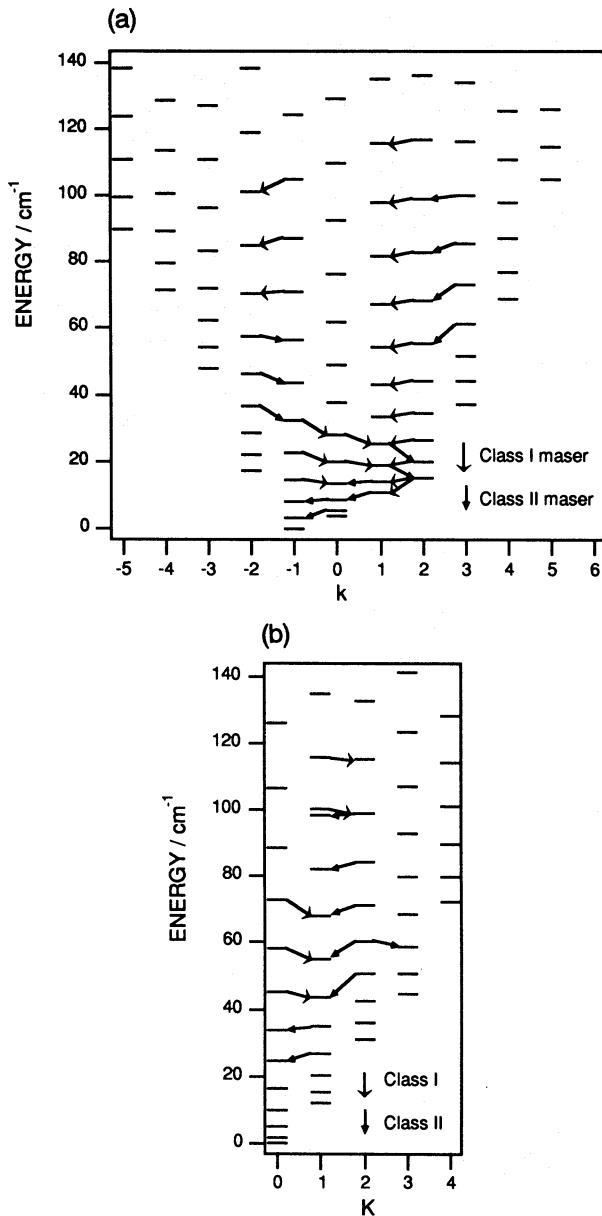 (a)
140
120
100
80
60
40
20
0
ENERGY / cm-1
Class I maser
Class II maser
-5 -4 -3 -2 -1 0 1 2 3 4 5 6
k
(b)
140
120
100
80
60
40
20
0
ENERGY / cm-1
Class I
Class II
0 1 2 3 4
K